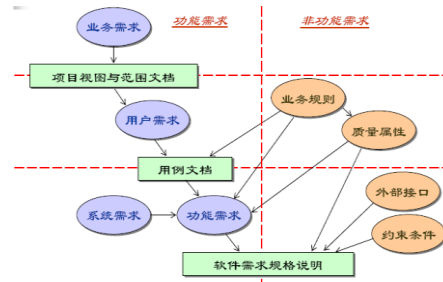 业务需求
功能需求
非功能需求
项目视图与范围文档
业务规则
用户需求
质量属性
用例文档
外部接口
系统需求
功能需求
约束条件
软件需求规格说明